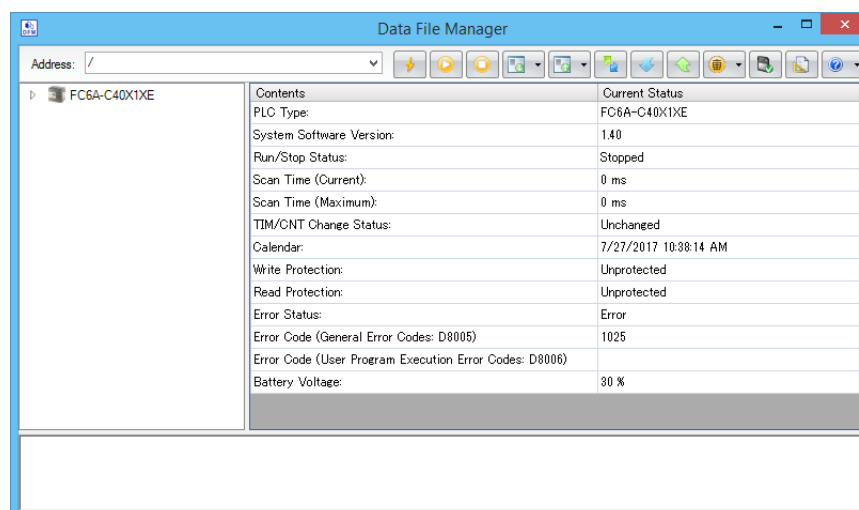 DFM
Data File Manager
Address: /
FC6A-C40X1XE
Contents Current Status
PLC Type: FC6A-C40X1XE
System Software Version: 1.40
Run/Stop Status: Stopped
Scan Time (Current): 0 ms
Scan Time (Maximum): 0 ms
TIM/CNT Change Status: Unchanged
Calendar: 7/27/2017 10:38:14 AM
Write Protection: Unprotected
Read Protection: Unprotected
Error Status: Error
Error Code (General Error Codes: D8005) 1025
Error Code (User Program Execution Error Codes: D8006)
Battery Voltage: 30 %